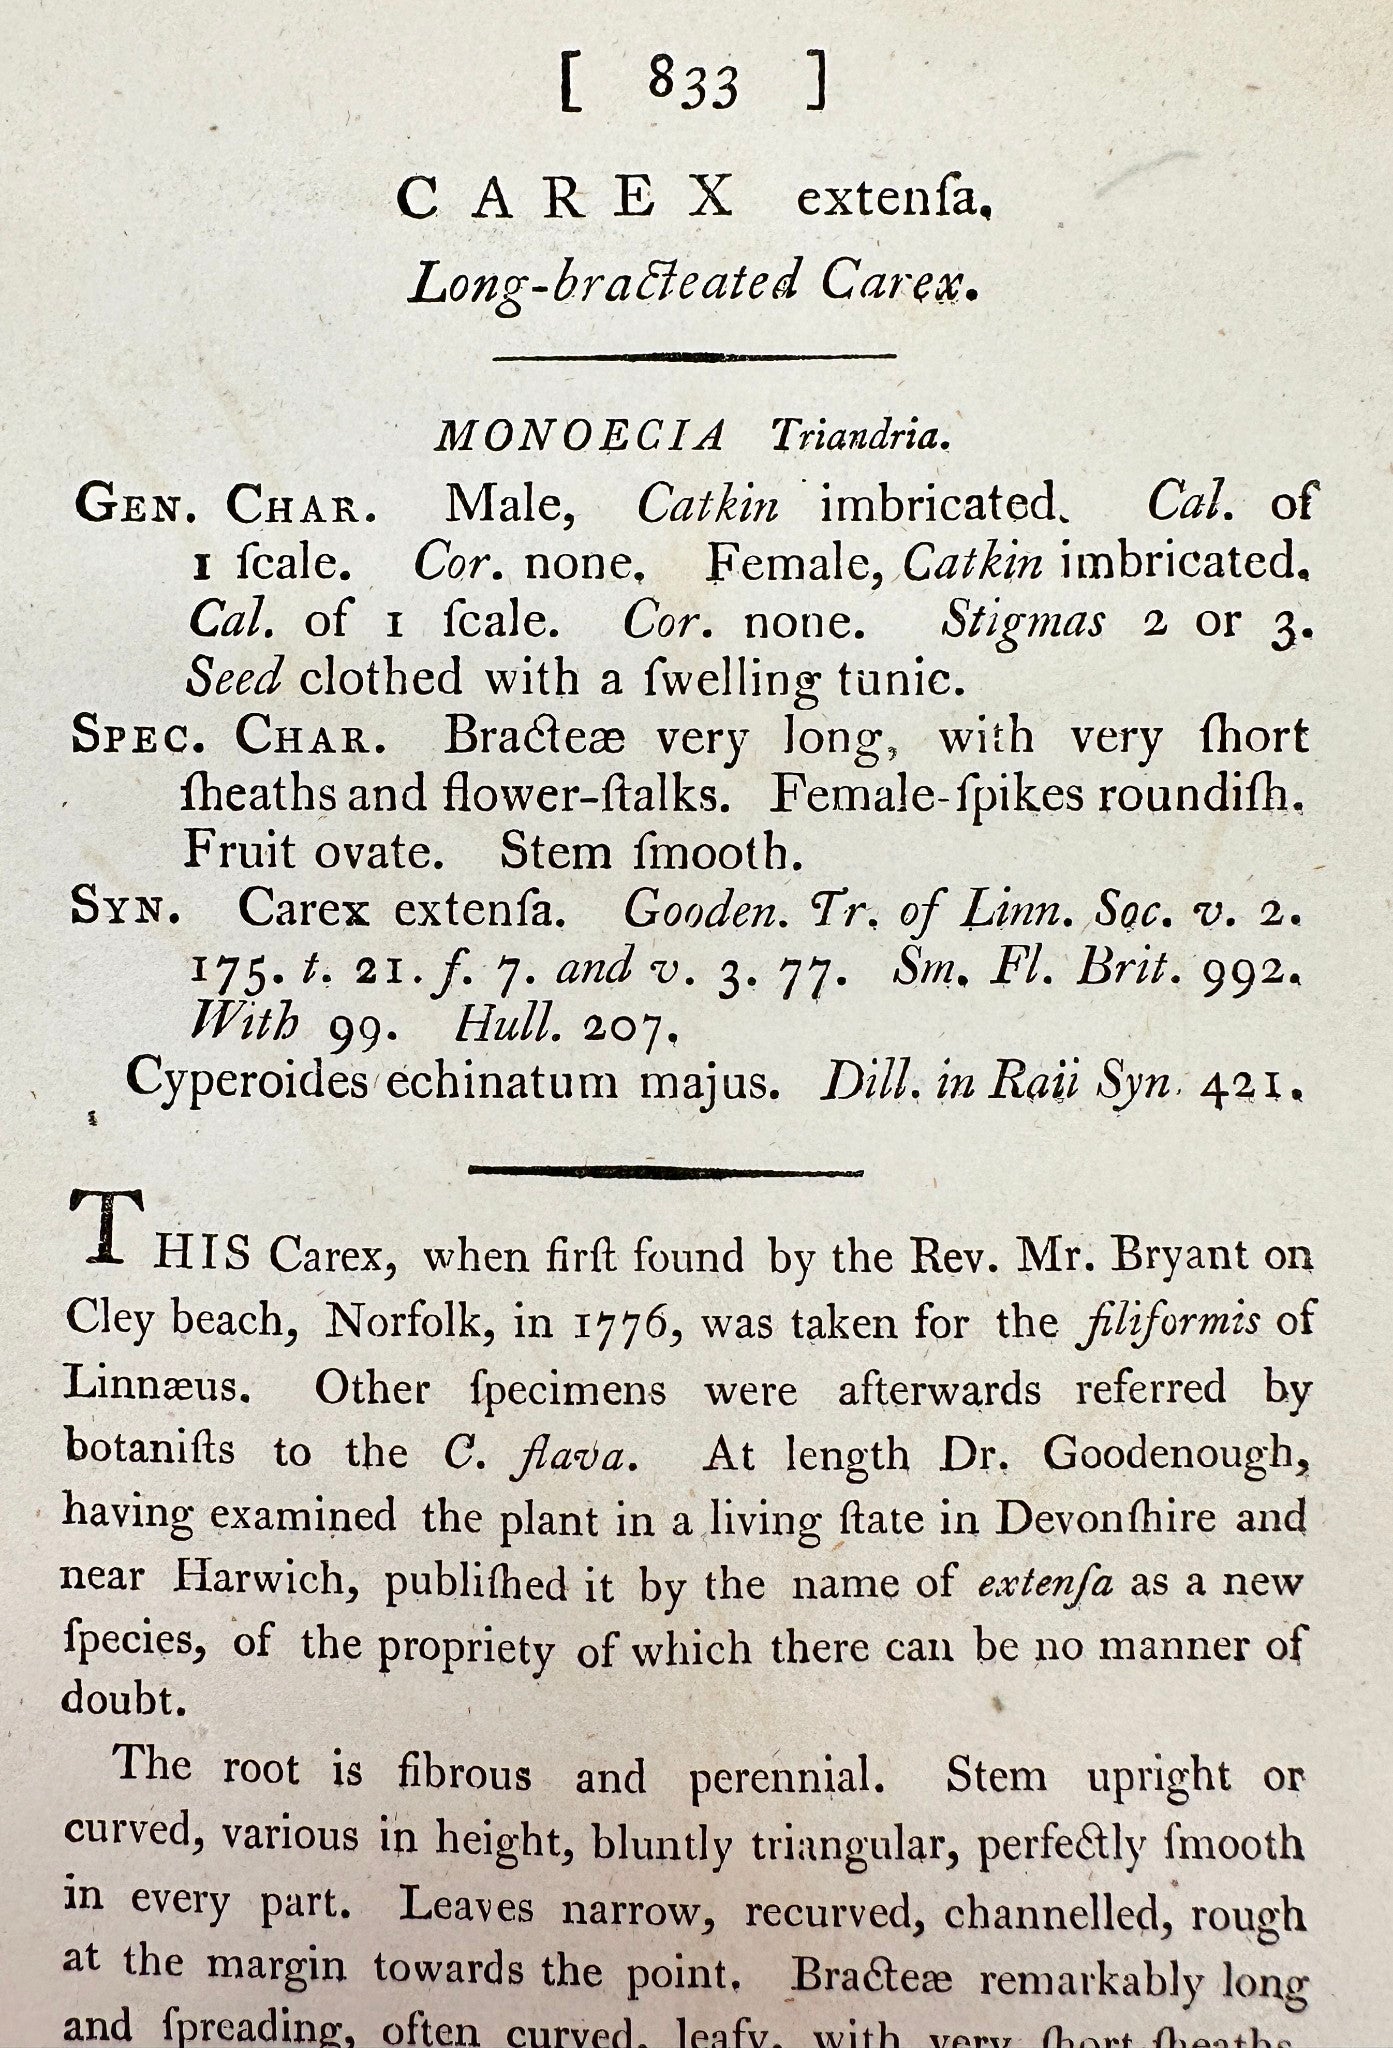 [ 833 ]
CAREX extenſa.
Long-bracteated Carex.
MONOECIA Triandria.
GEN. CHAR. Male, Catkin imbricated. Cal. of
1 ſcale. Cor. none. Female, Catkin imbricated.
Cal. of 1 ſcale. Cor. none. Stigmas 2 or 3.
Seed clothed with a ſwelling tunic.
SPEC. CHAR. Bracteæ very long, with very ſhort
ſheaths and flower-ſtalks. Female-ſpikes roundiſh.
Fruit ovate. Stem ſmooth.
SYN. Carex extenſa. Gooden. Tr. of Linn. Soc. v. 2.
175. t. 21. f. 7. and v. 3. 77. Sm. Fl. Brit. 992.
With 99. Hull. 207.
Cyperoides echinatum majus. Dill. in Raii Syn. 421.
THIS Carex, when firſt found by the Rev. Mr. Bryant on
Cley beach, Norfolk, in 1776, was taken for the filiformis of
Linnæus. Other ſpecimens were afterwards referred by
botaniſts to the C. flava. At length Dr. Goodenough,
having examined the plant in a living ſtate in Devonſhire and
near Harwich, publiſhed it by the name of extenſa as a new
ſpecies, of the propriety of which there can be no manner of
doubt.
The root is fibrous and perennial. Stem upright or
curved, various in height, bluntly triangular, perfectly ſmooth
in every part. Leaves narrow, recurved, channelled, rough
at the margin towards the point. Bracteæ remarkably long
and ſpreading, often curved, leafy, with very ſhort ſheaths.